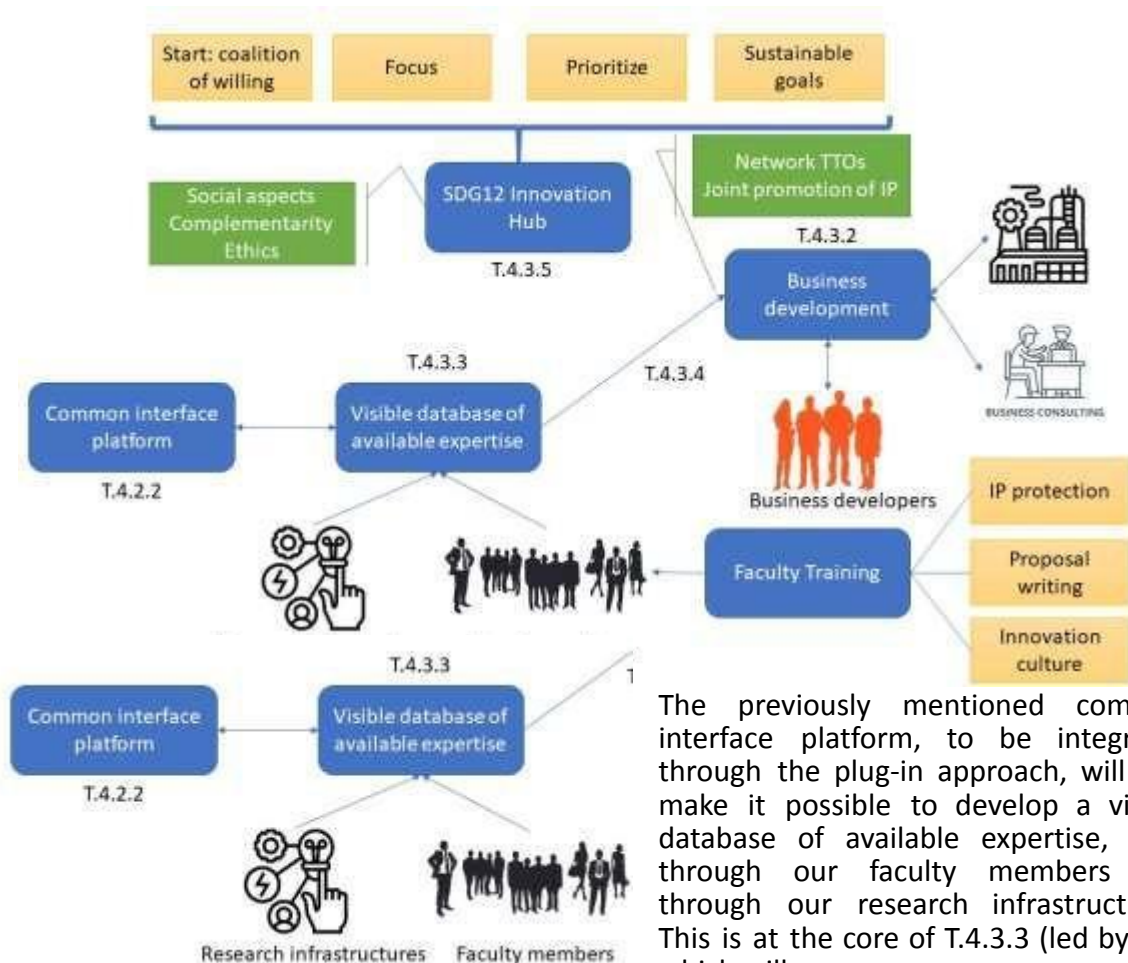 Start: coalition
of willing
Focus
Prioritize
Sustainable
goals
Social aspects
Complementarity
Ethics
SDG12 Innovation
Hub
T.4.3.5
Network TTOs
Joint promotion of IP
T.4.3.2
Business
development
BUSINESS CONSULTING
T.4.3.3
T.4.3.4
Common interface
platform
T.4.2.2
Visible database of
available expertise
Business developers
Faculty Training
IP protection
Proposal
writing
Innovation
culture
T.4.3.3
Common interface
platform
T.4.2.2
Visible database of
available expertise
Research infrastructures
Faculty members
The previously mentioned com
interface platform, to be integr
through the plug-in approach, will
make it possible to develop a vi
database of available expertise,
through our faculty members
through our research infrastruct
This is at the core of T.4.3.3 (led by